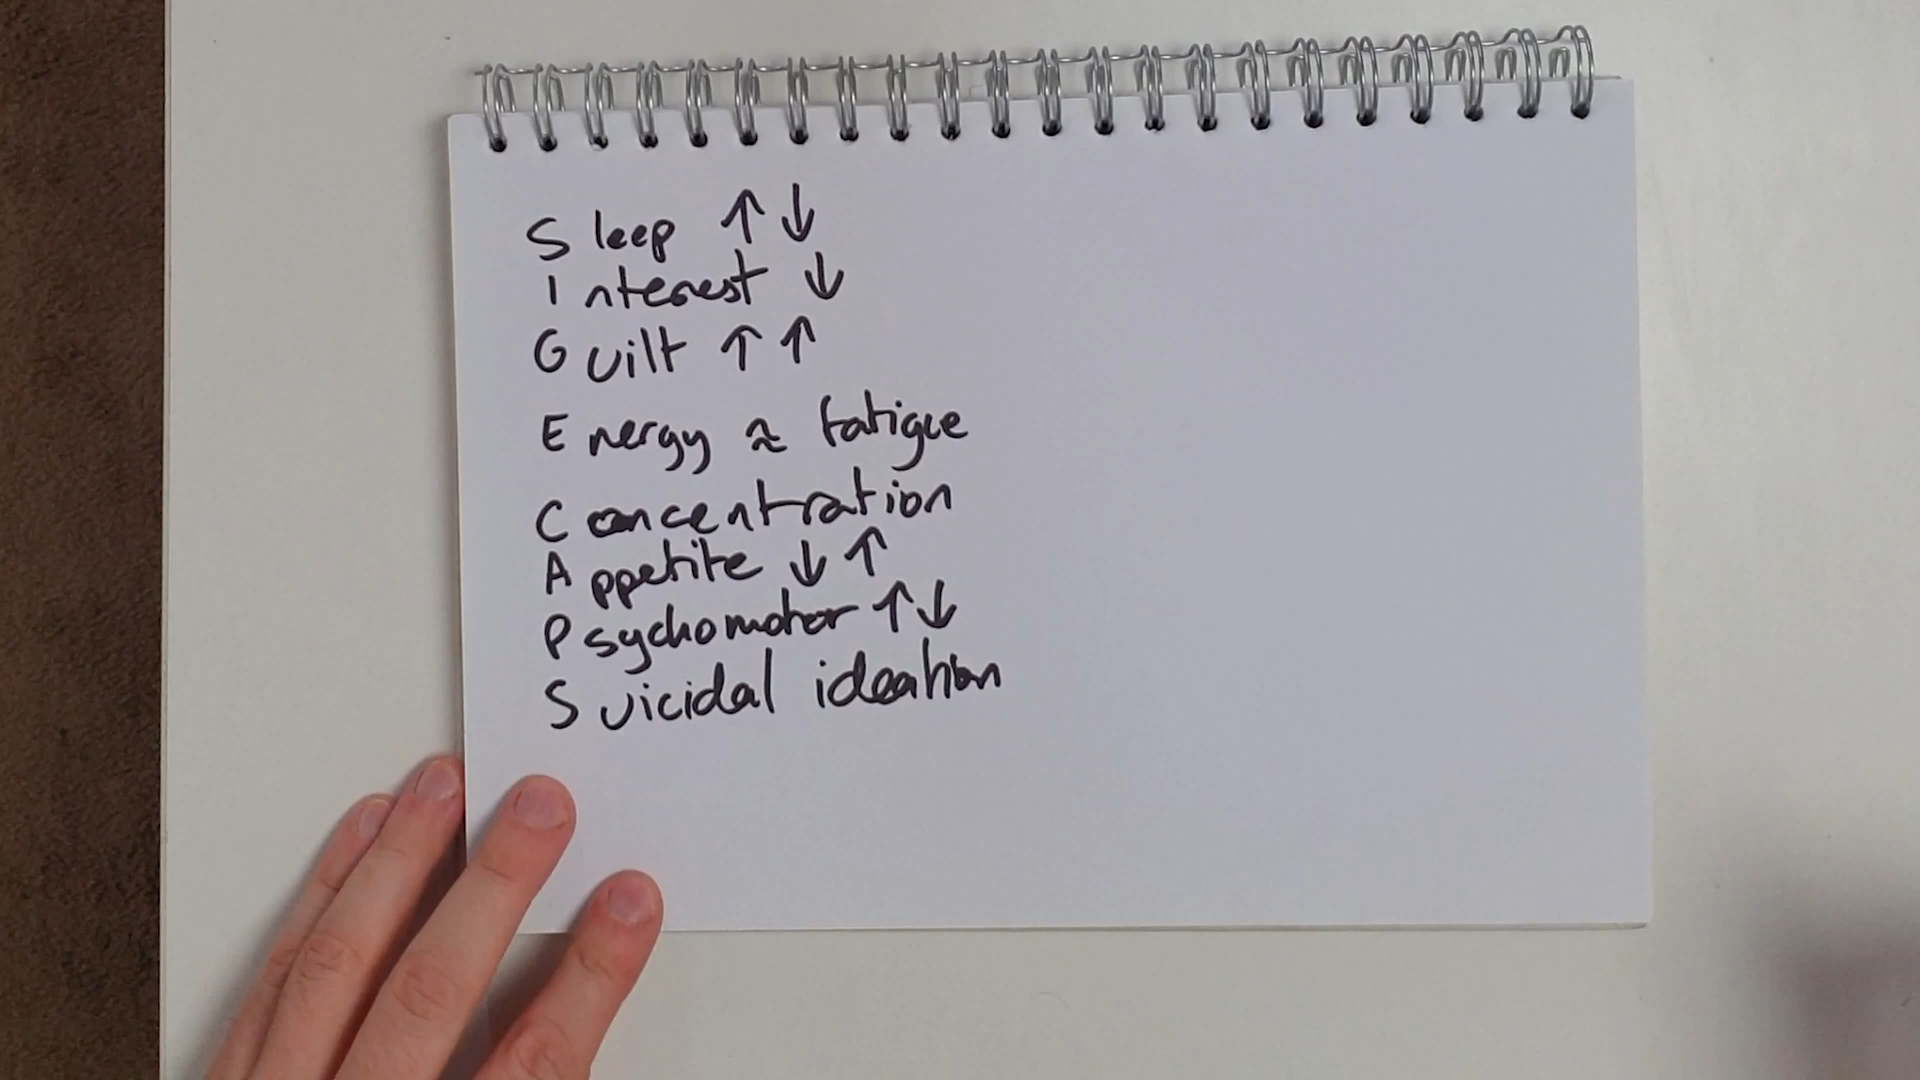 Sleep ↑↓
Interest ↓
Guilt ↑↑
Energy ≈ fatigue
Concentration
Appetite ↓↑
Psychomotor ↑↓
Suicidal ideation